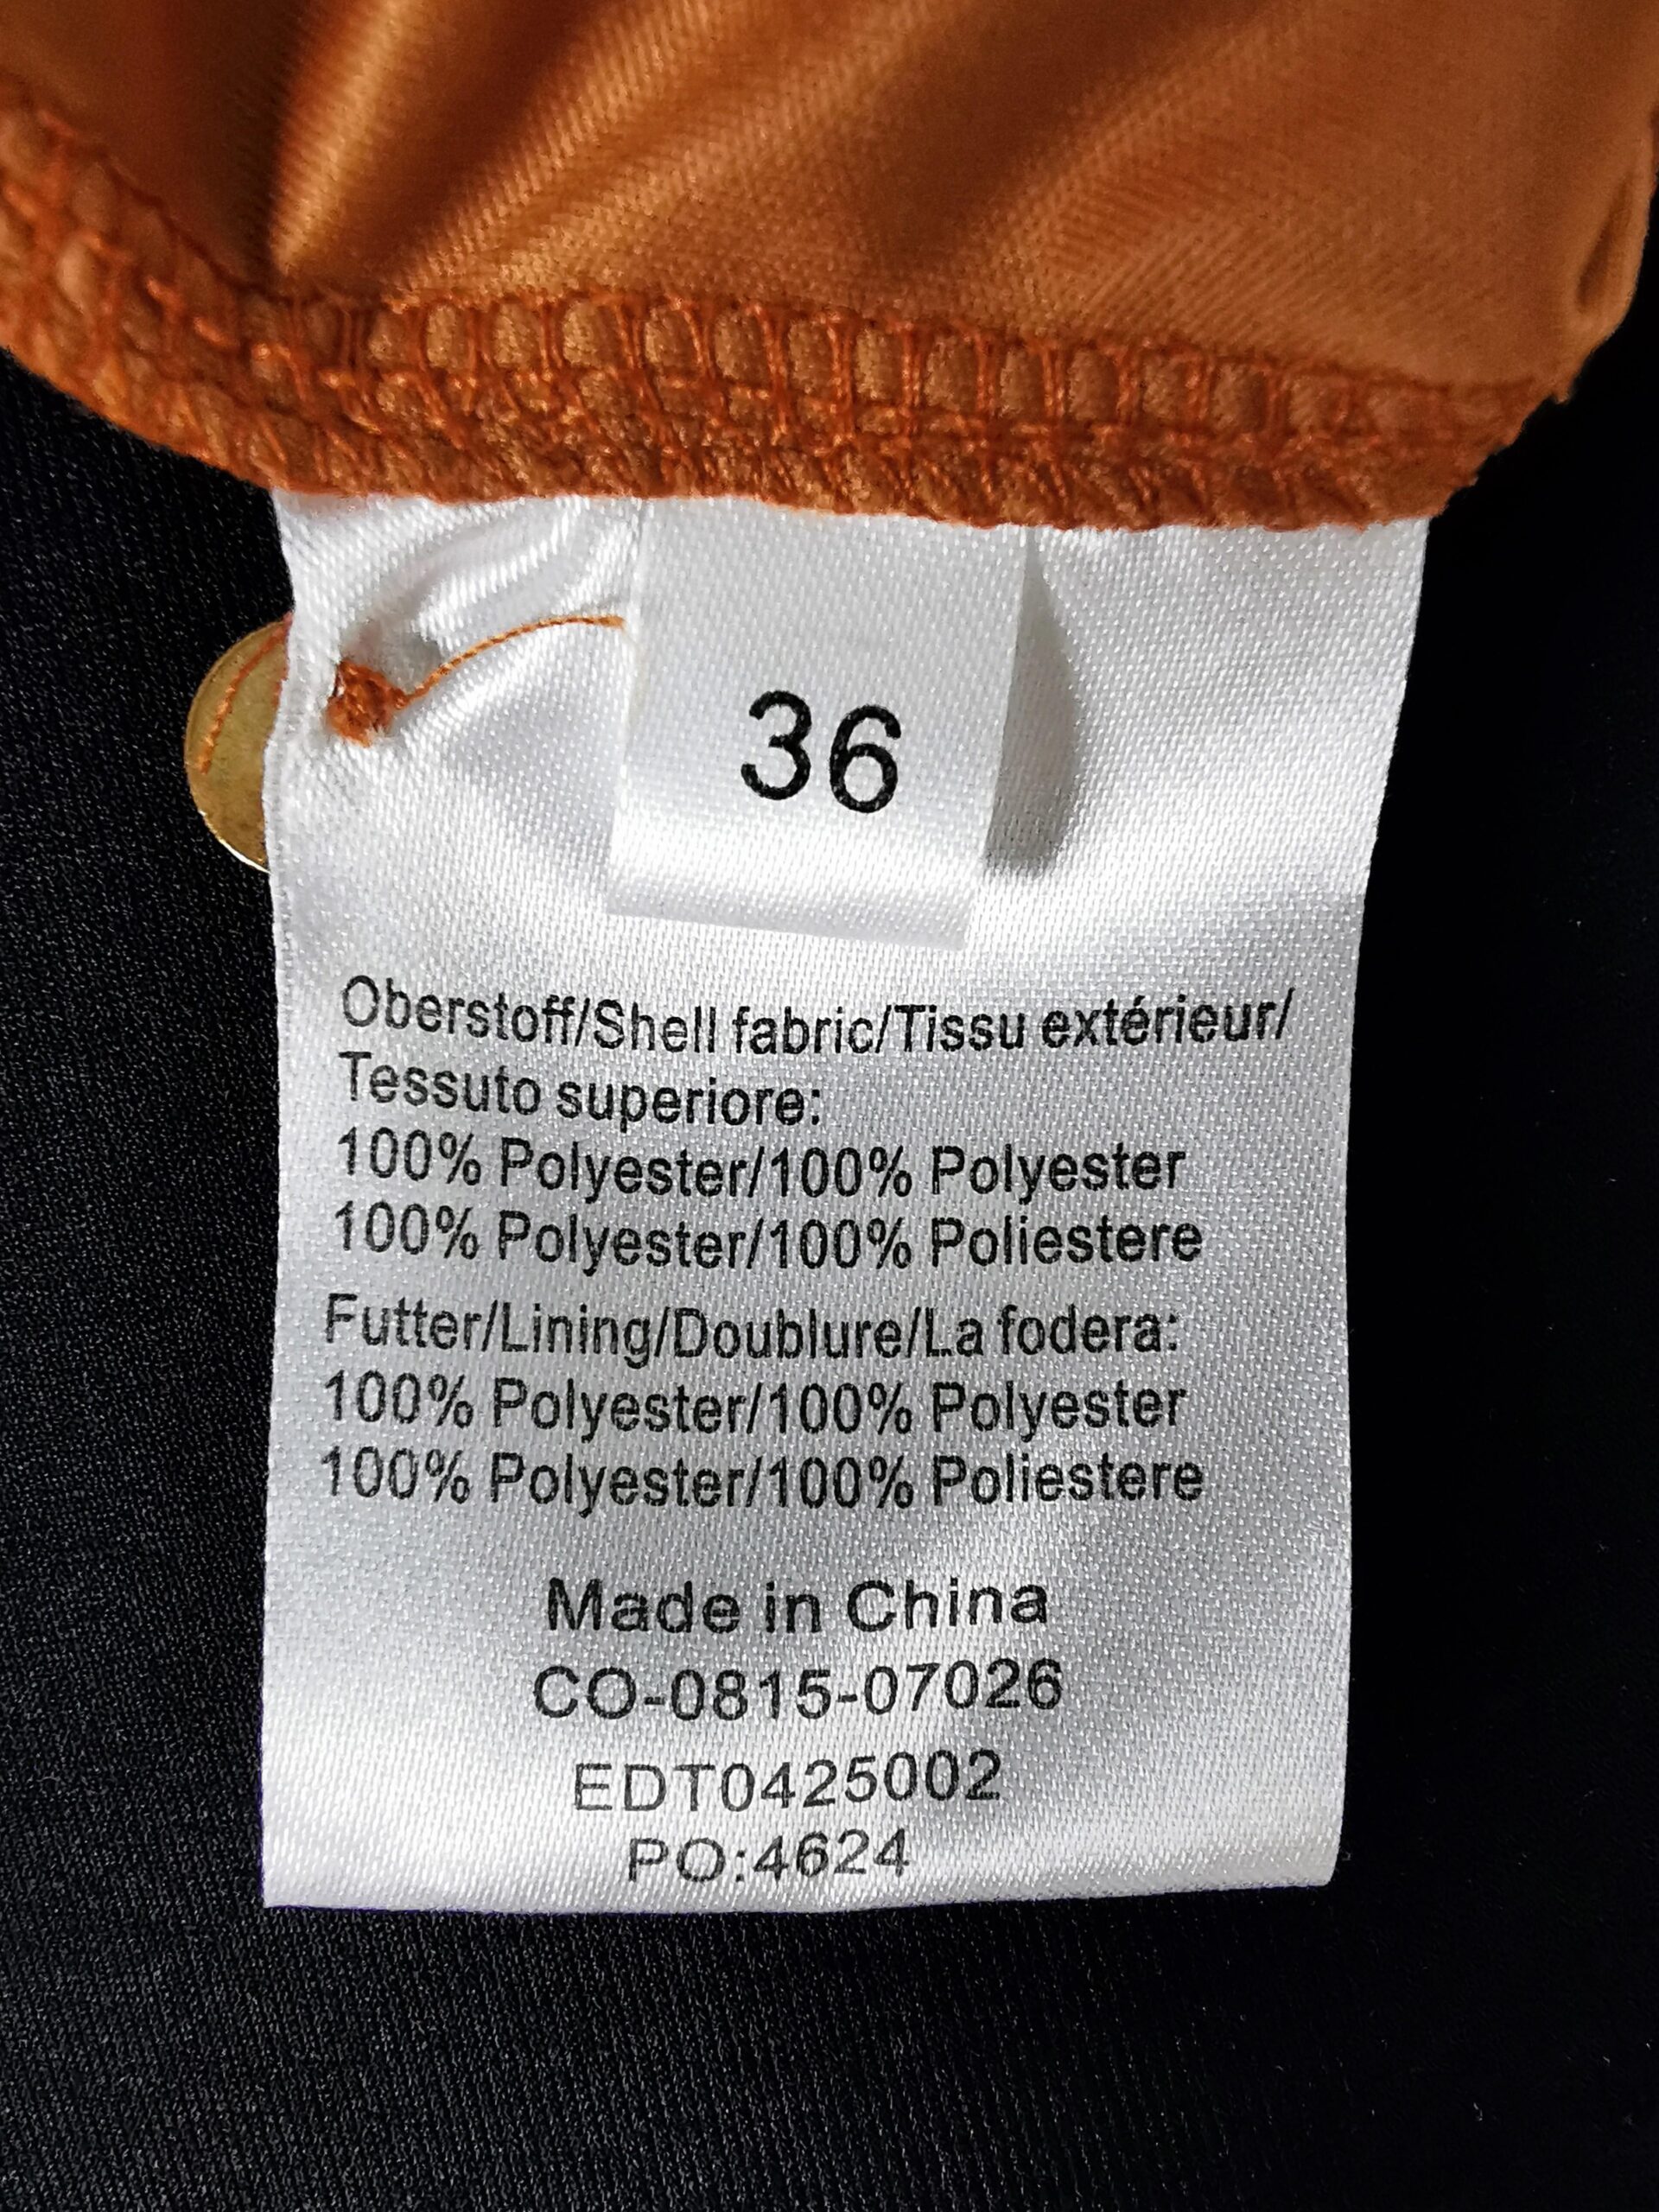 36
Oberstoff/Shell fabric/Tissu extérieur/
Tessuto superiore:
100% Polyester/100% Polyester
100% Polyester/100% Poliestere
Futter/Lining/Doublure/La fodera:
100% Polyester/100% Polyester
100% Polyester/100% Poliestere
Made in China
CO-0815-07026
EDT0425002
PO:4624